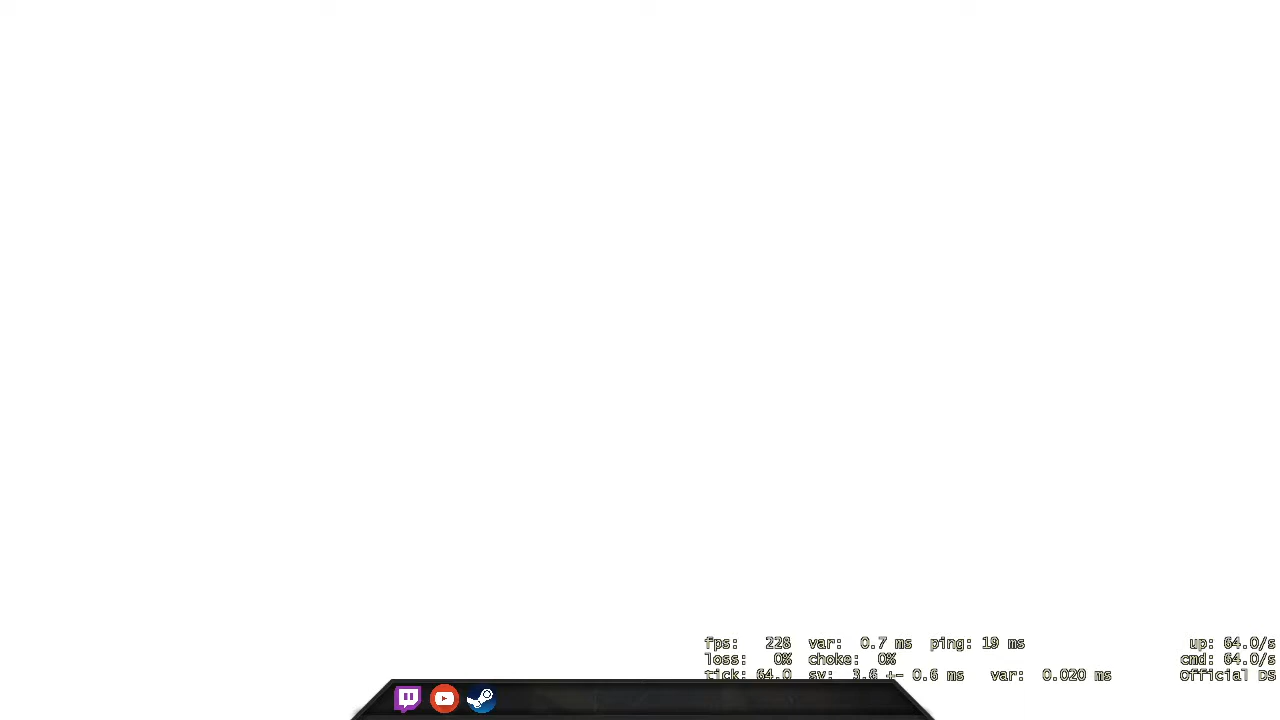 fps: 228 var: 0.7 ms ping: 19 ms up: 64.0/s
loss: 0% choke: 0% cmd: 64.0/s
tick: 64.0 sv: 3.6 +- 0.6 ms var: 0.020 ms Official DS